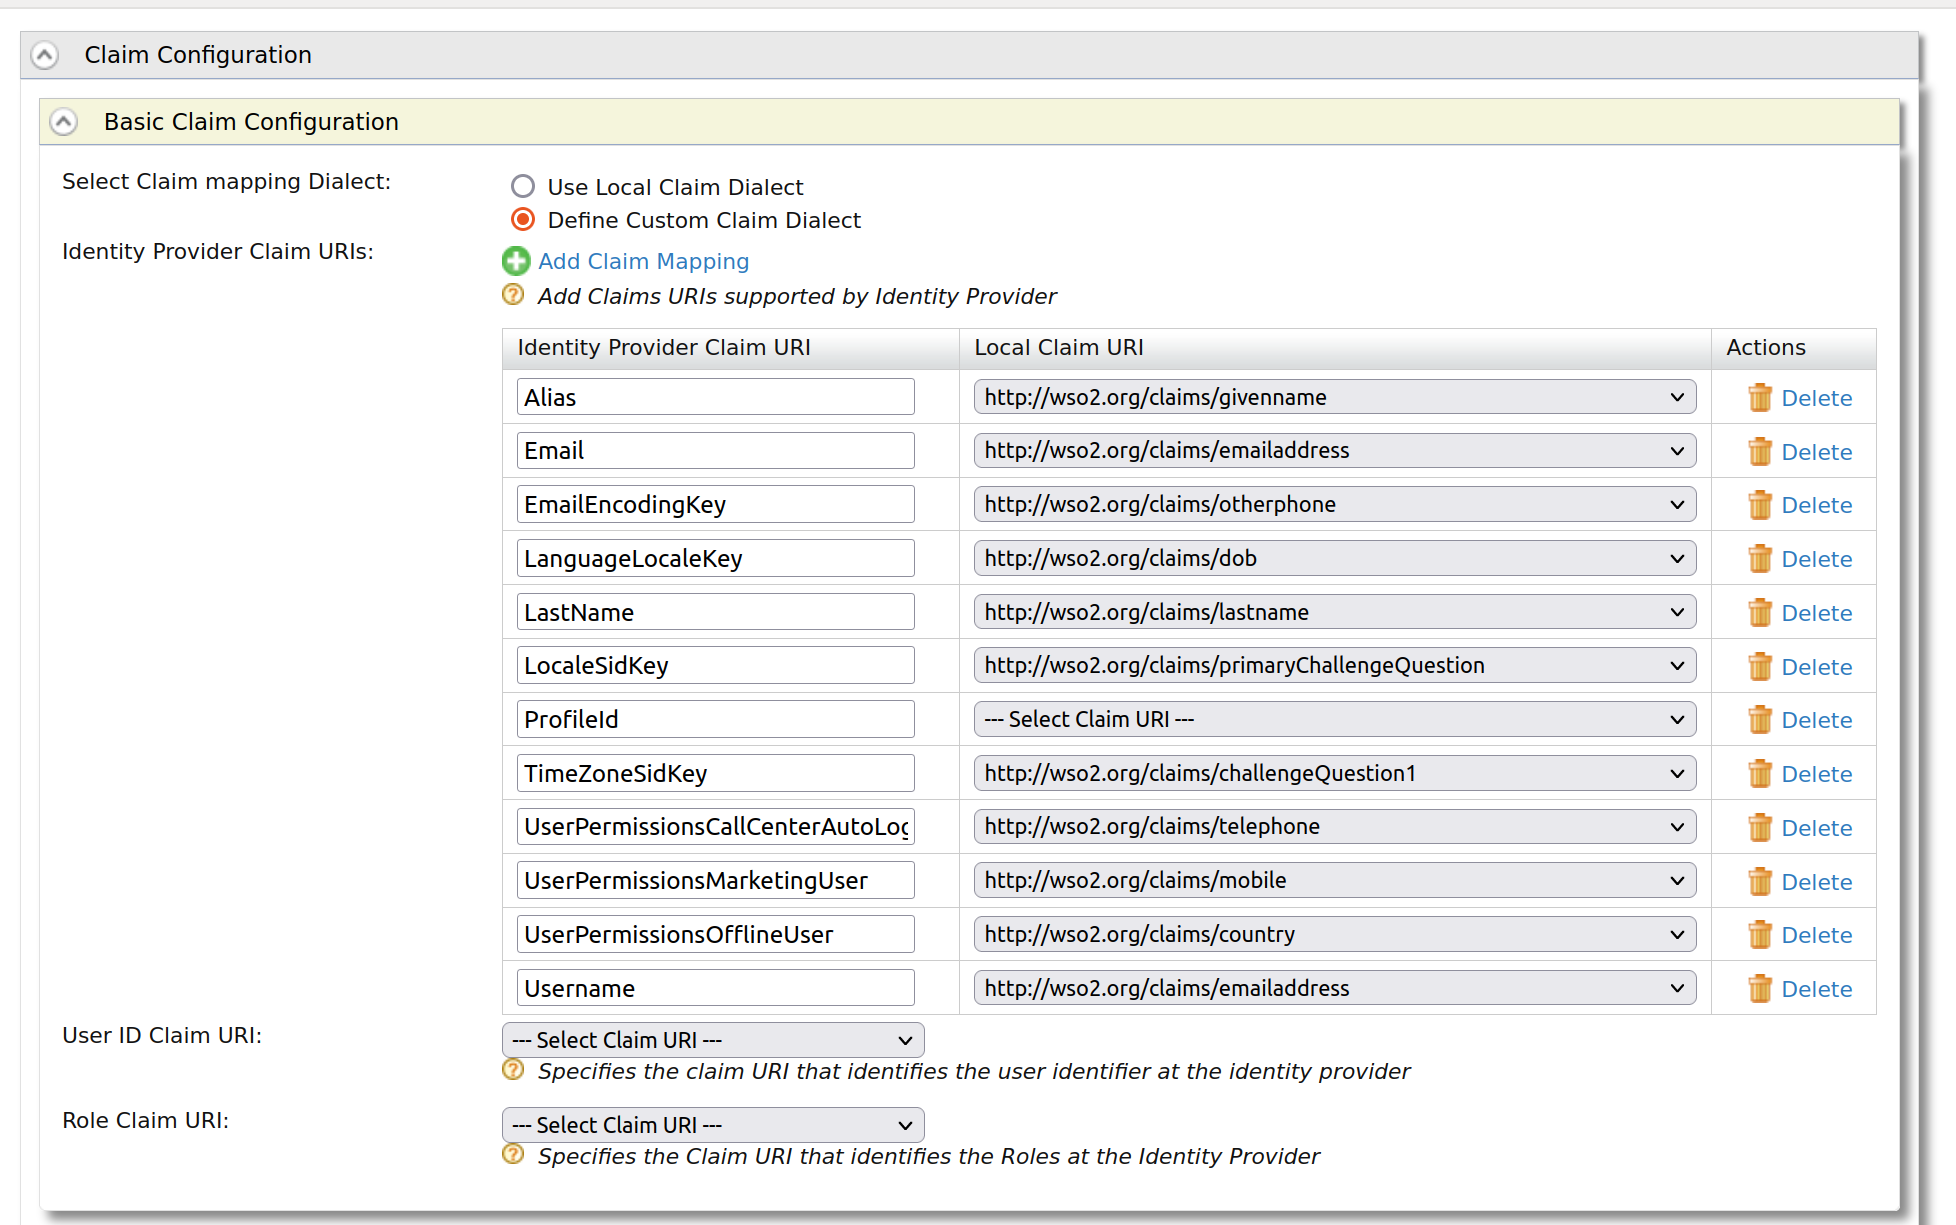 Claim Configuration
Basic Claim Configuration
Select Claim mapping Dialect:
Use Local Claim Dialect
Define Custom Claim Dialect
Identity Provider Claim URIs:
Add Claim Mapping
Add Claims URIs supported by Identity Provider
Identity Provider Claim URI Local Claim URI Actions
Alias http://wso2.org/claims/givenname Delete
Email http://wso2.org/claims/emailaddress Delete
EmailEncodingKey http://wso2.org/claims/otherphone Delete
LanguageLocaleKey http://wso2.org/claims/dob Delete
LastName http://wso2.org/claims/lastname Delete
LocaleSidKey http://wso2.org/claims/primaryChallengeQuestion Delete
ProfileId --- Select Claim URI --- Delete
TimeZoneSidKey http://wso2.org/claims/challengeQuestion1 Delete
UserPermissionsCallCenterAutoLog http://wso2.org/claims/telephone Delete
UserPermissionsMarketingUser http://wso2.org/claims/mobile Delete
UserPermissionsOfflineUser http://wso2.org/claims/country Delete
Username http://wso2.org/claims/emailaddress Delete
User ID Claim URI: --- Select Claim URI ---
Specifies the claim URI that identifies the user identifier at the identity provider
Role Claim URI: --- Select Claim URI ---
Specifies the Claim URI that identifies the Roles at the Identity Provider